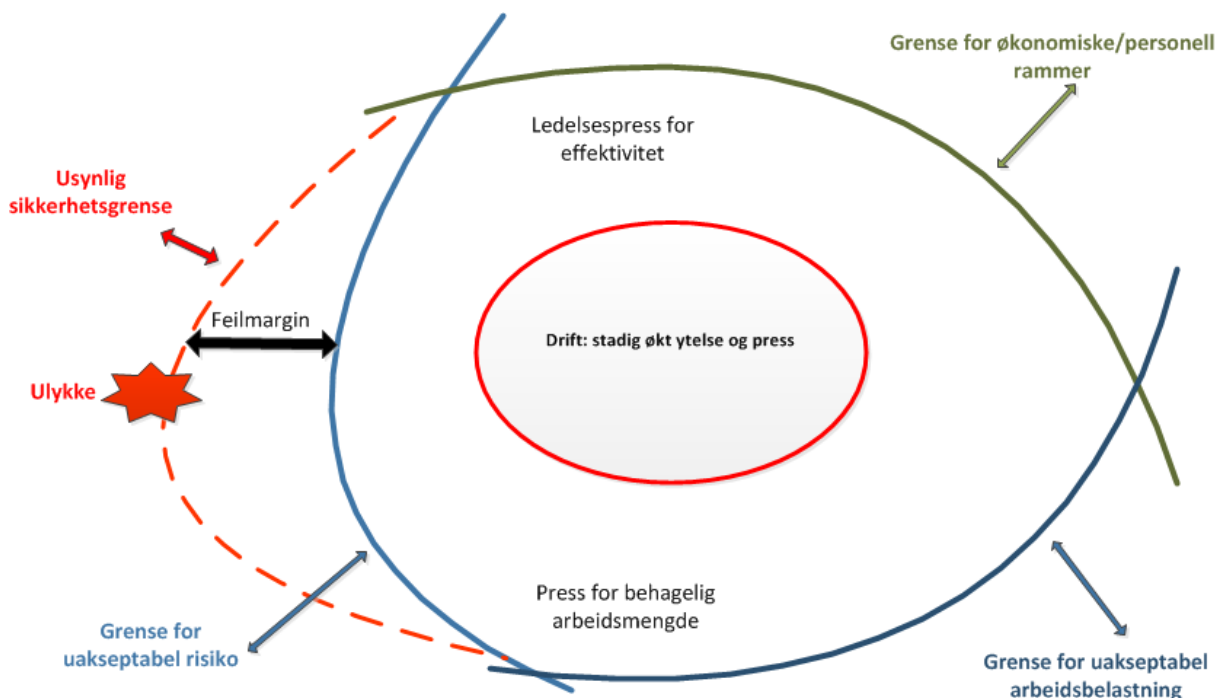 Grense for økonomiske/personell
rammer
Ledelsespress for
effektivitet
Usynlig
sikkerhetsgrense
Feilmargin
Drift: stadig økt ytelse og press
Ulykke
Press for behagelig
arbeidsmengde
Grense for
uakseptabel risiko
Grense for uakseptabel
arbeidsbelastning